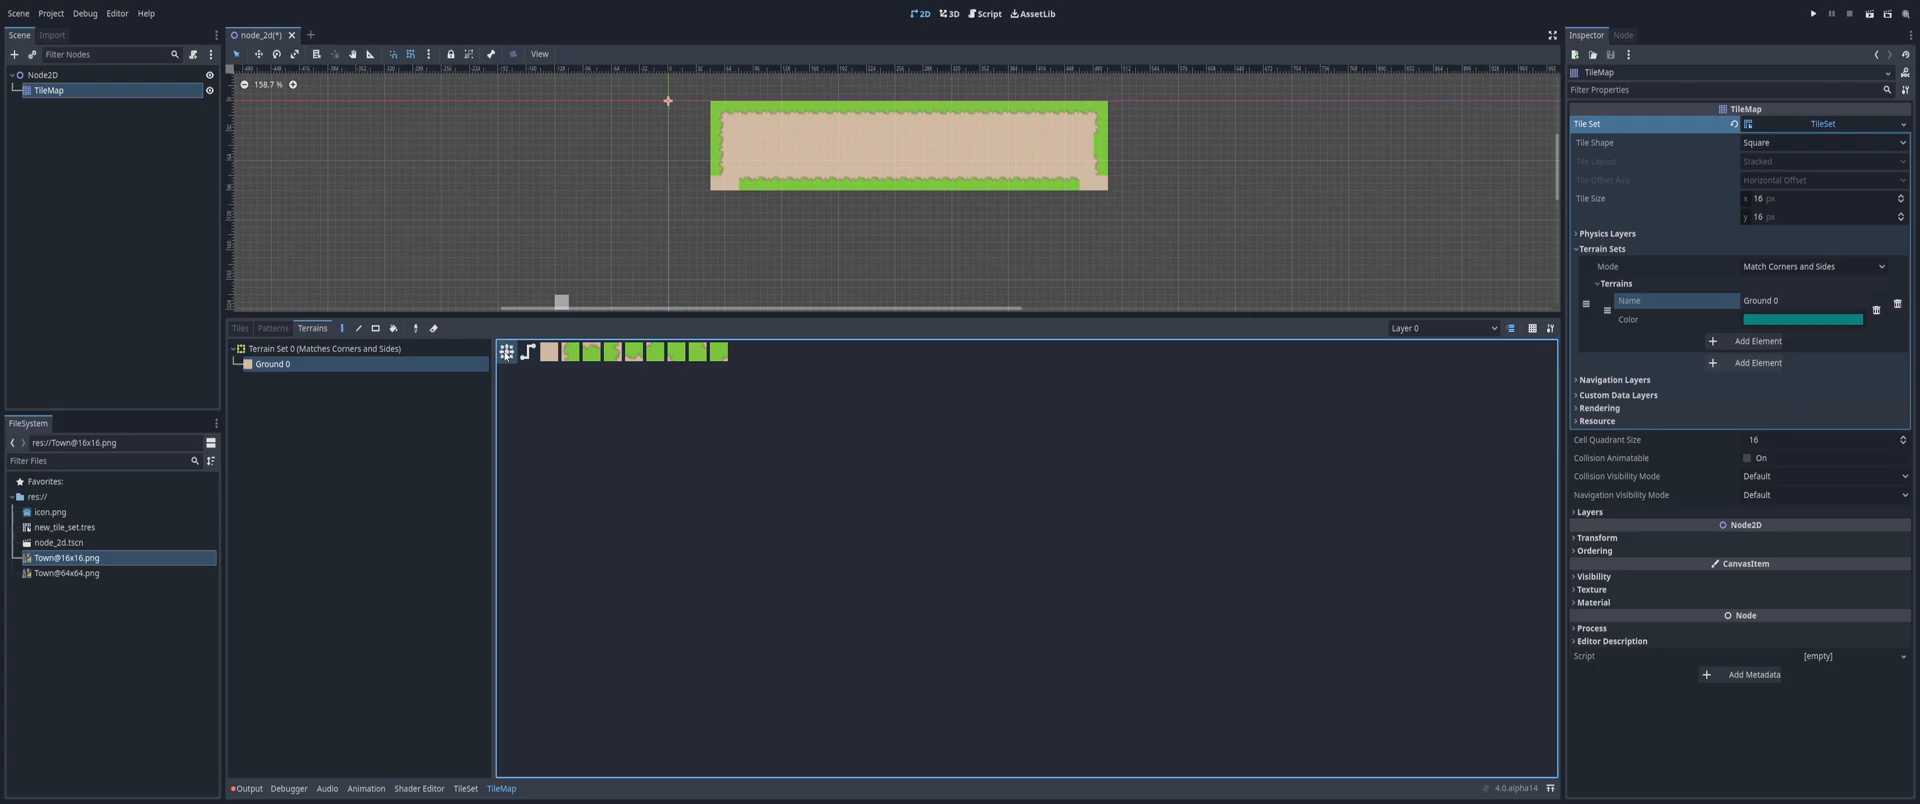 Scene Project Debug Editor Help
2D 3D Script AssetLib
Scene Import
Filter Nodes
Node2D
TileMap
node_2d(*)
View
158.7 %
Tiles Patterns Terrains
Layer 0
Terrain Set 0 (Matches Corners and Sides)
Ground 0
FileSystem
res://Town@16x16.png
Filter Files
Favorites:
res://
icon.png
new_tile_set.tres
node_2d.tscn
Town@16x16.png
Town@64x64.png
Output Debugger Audio Animation Shader Editor TileSet TileMap
4.0.alpha14
Inspector Node
TileMap
Filter Properties
TileMap
Tile Set TileSet
Tile Shape Square
Tile Layout Stacked
Tile Offset Axis Horizontal Offset
Tile Size x 16 px
y 16 px
Physics Layers
Terrain Sets
Mode Match Corners and Sides
Terrains
Name Ground 0
Color
Add Element
Add Element
Navigation Layers
Custom Data Layers
Rendering
Resource
Cell Quadrant Size 16
Collision Animatable On
Collision Visibility Mode Default
Navigation Visibility Mode Default
Layers
Node2D
Transform
Ordering
CanvasItem
Visibility
Texture
Material
Node
Process
Editor Description
Script [empty]
Add Metadata